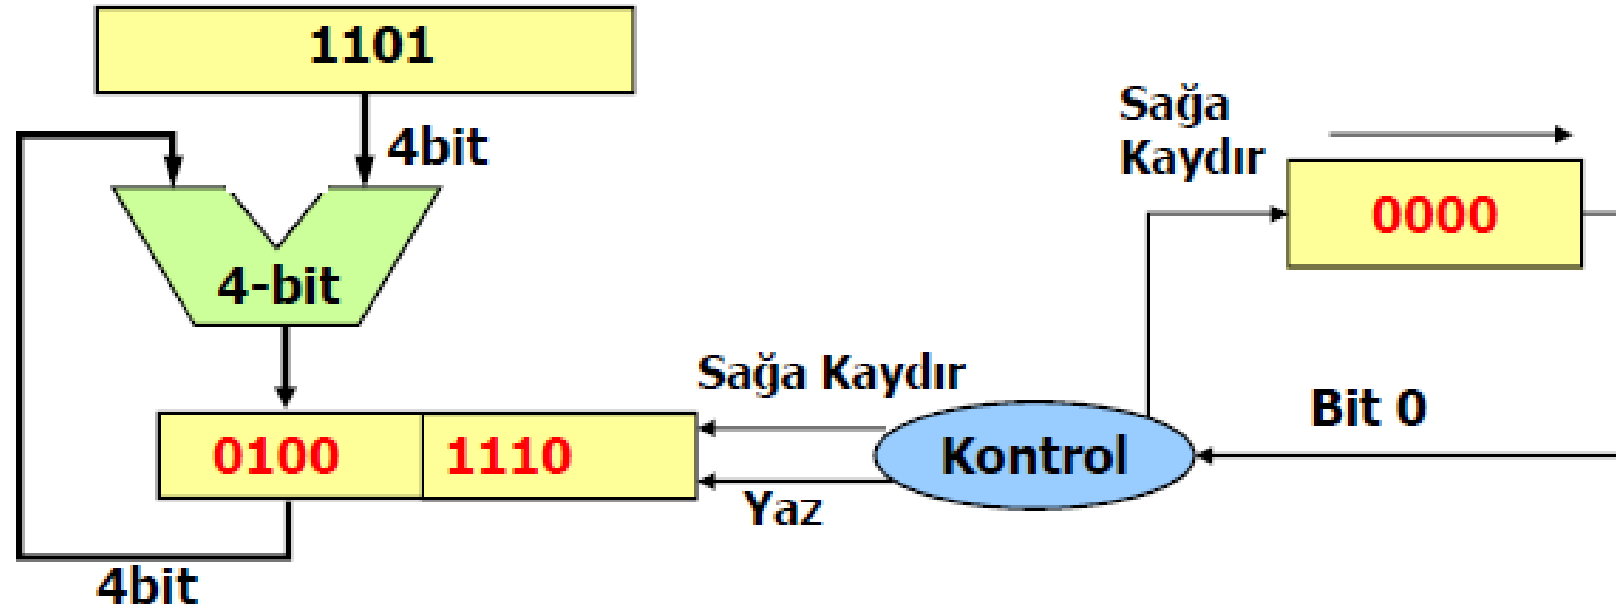 1101
4bit
Sağa
Kaydır
0000
4-bit
Sağa Kaydır
Bit 0
0100 1110
Kontrol
Yaz
4bit